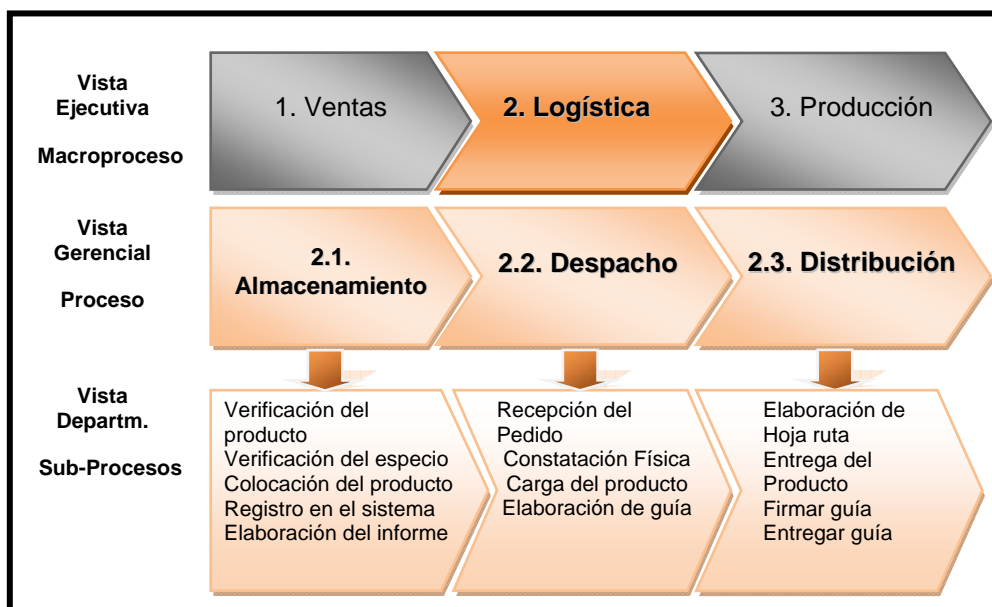 Vista
Ejecutiva
Macroproceso
1. Ventas
2. Logística
3. Producción
Vista
Gerencial
Proceso
2.1.
Almacenamiento
2.2. Despacho
2.3. Distribución
Vista
Departm.
Sub-Procesos
Verificación del
producto
Verificación del especio
Colocación del producto
Registro en el sistema
Elaboración del informe
Recepción del
Pedido
Constatación Física
Carga del producto
Elaboración de guía
Elaboración de
Hoja ruta
Entrega del
Producto
Firmar guía
Entregar guía